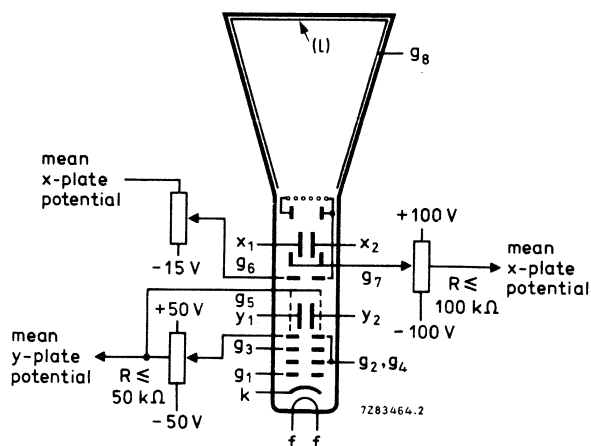 (l)
g8
mean
x-plate
potential
-15 V
x1
x2
g6
g7
+100 V
R ≤
100 kΩ
-100 V
mean
x-plate
potential
g5
y1
y2
+50 V
mean
y-plate
potential
R ≤
50 kΩ
-50 V
g3
g2, g4
g1
k
f f
7Z83464.2